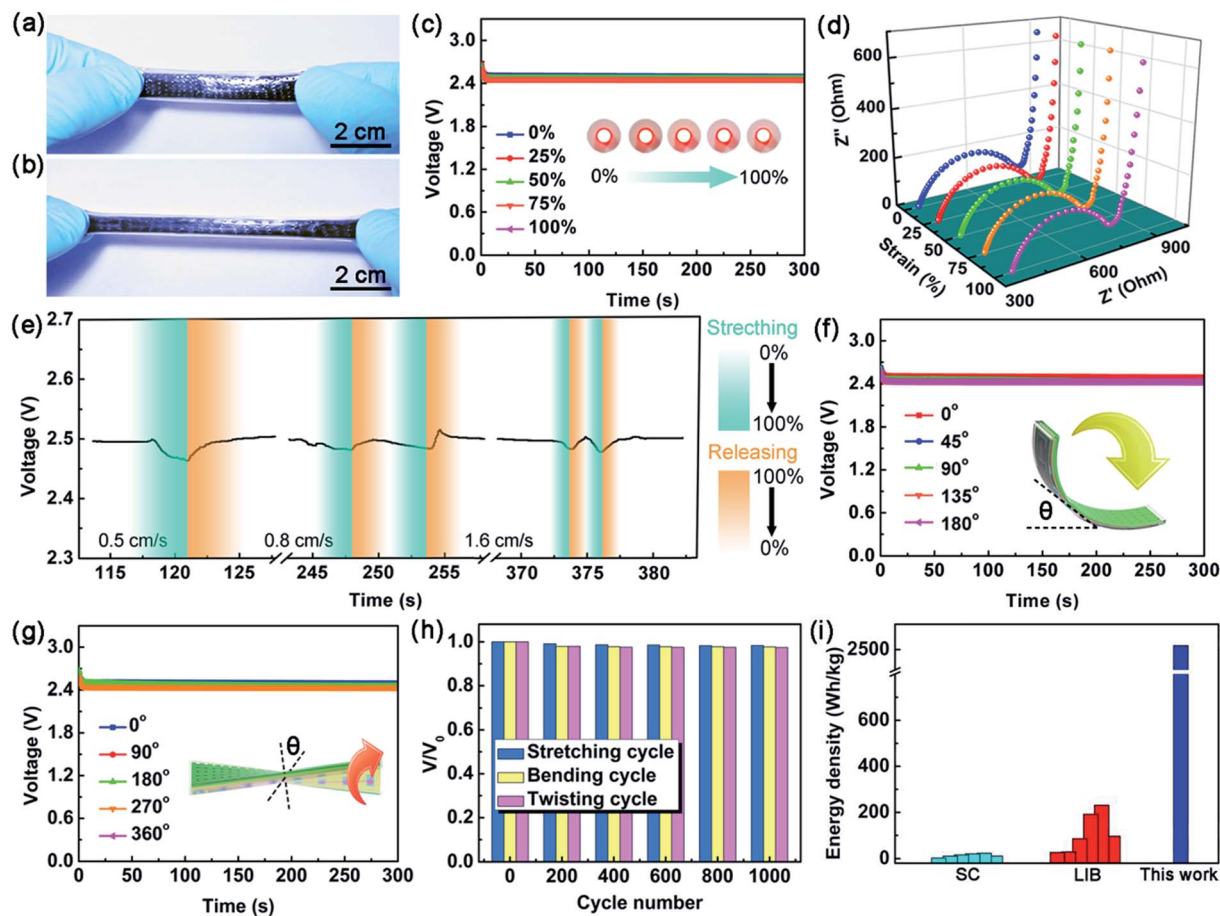 (a)
2 cm
(b)
2 cm
(c)
3.0
2.4
1.8
1.2
0.6
0.0
Voltage (V)
0%
25%
50%
75%
100%
0%
100%
0 50 100 150 200 250 300
Time (s)
(d)
600
400
200
0
Z'' (Ohm)
0
25
50
75
100
Strain (%)
300
600
900
Z' (Ohm)
(e)
2.7
2.6
2.5
2.4
2.3
Voltage (V)
0.5 cm/s
0.8 cm/s
1.6 cm/s
115 121 128 245 250 255 370 375 380
Time (s)
Strecthing
0%
100%
Releasing
100%
0%
(f)
3.0
2.4
1.8
1.2
0.6
0.0
Voltage (V)
0°
45°
90°
135°
180°
θ
0 50 100 150 200 250 300
Time (s)
(g)
3.0
2.4
1.8
1.2
0.6
0.0
Voltage (V)
0°
90°
180°
270°
360°
θ
0 50 100 150 200 250 300
Time (s)
(h)
1.0
0.8
0.6
0.4
0.2
0.0
V/V0
Stretching cycle
Bending cycle
Twisting cycle
0 200 400 600 800 1000
Cycle number
(i)
2500
600
400
200
0
Energy density (Wh/kg)
SC
LIB
This work